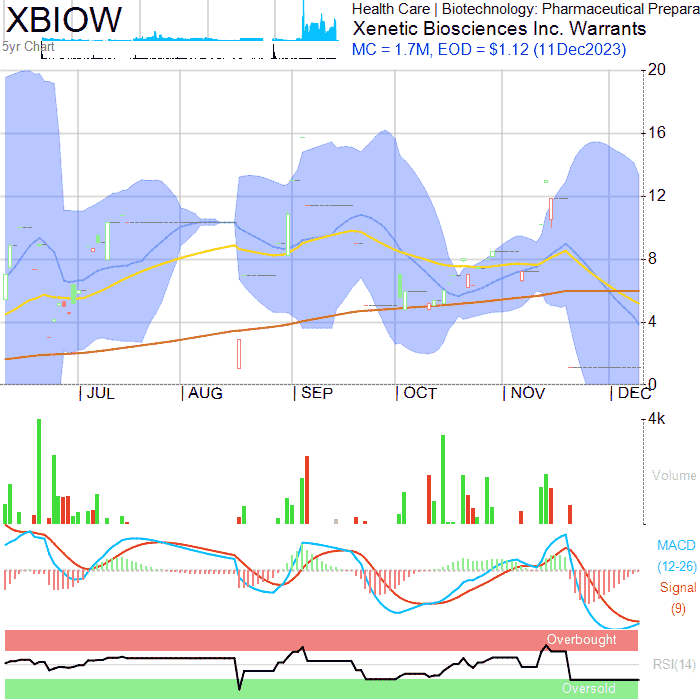 XBIOW
5yr Chart
Health Care | Biotechnology: Pharmaceutical Prepara
Xenetic Biosciences Inc. Warrants
MC = 1.7M, EOD = $1.12 (11Dec2023)
20
16
12
8
4
0
| JUL
| AUG
| SEP
| OCT
| NOV
| DEC
4k
Volume
MACD
(12-26)
Signal
(9)
Overbought
RSI(14)
Oversold